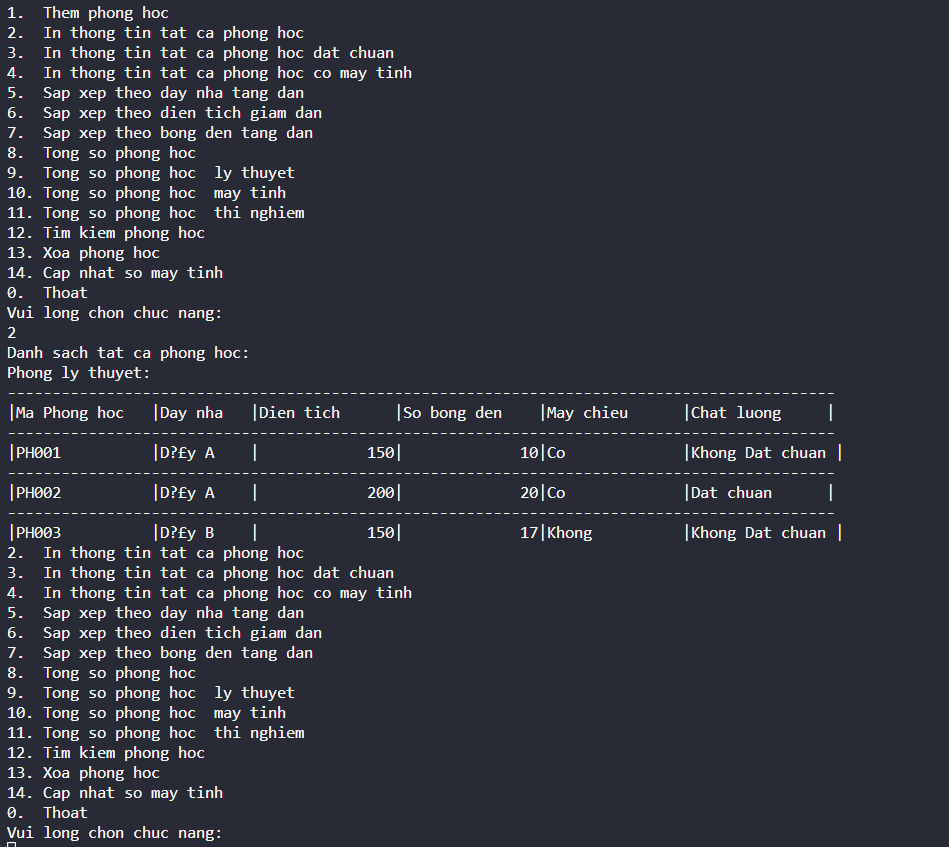 1.  Them phong hoc
2.  In thong tin tat ca phong hoc
3.  In thong tin tat ca phong hoc dat chuan
4.  In thong tin tat ca phong hoc co may tinh
5.  Sap xep theo day nha tang dan
6.  Sap xep theo dien tich giam dan
7.  Sap xep theo bong den tang dan
8.  Tong so phong hoc
9.  Tong so phong hoc  ly thuyet
10. Tong so phong hoc  may tinh
11. Tong so phong hoc  thi nghiem
12. Tim kiem phong hoc
13. Xoa phong hoc
14. Cap nhat so may tinh
0.  Thoat
Vui long chon chuc nang:
2
Danh sach tat ca phong hoc:
Phong ly thuyet:
--------------------------------------------------------------------------------------------
|Ma Phong hoc   |Day nha   |Dien tich      |So bong den    |May chieu      |Chat luong     |
--------------------------------------------------------------------------------------------
|PH001          |D?£y A    |            150|             10|Co             |Khong Dat chuan |
--------------------------------------------------------------------------------------------
|PH002          |D?£y A    |            200|             20|Co             |Dat chuan      |
--------------------------------------------------------------------------------------------
|PH003          |D?£y B    |            150|             17|Khong          |Khong Dat chuan |
2.  In thong tin tat ca phong hoc
3.  In thong tin tat ca phong hoc dat chuan
4.  In thong tin tat ca phong hoc co may tinh
5.  Sap xep theo day nha tang dan
6.  Sap xep theo dien tich giam dan
7.  Sap xep theo bong den tang dan
8.  Tong so phong hoc
9.  Tong so phong hoc  ly thuyet
10. Tong so phong hoc  may tinh
11. Tong so phong hoc  thi nghiem
12. Tim kiem phong hoc
13. Xoa phong hoc
14. Cap nhat so may tinh
0.  Thoat
Vui long chon chuc nang: